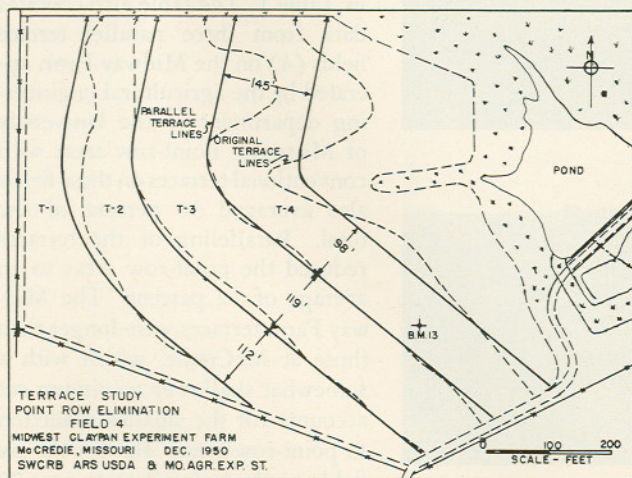 N
145
PARALLEL
TERRACE
LINES
ORIGINAL
TERRACE
LINES
POND
T-1
T-2
T-3
98
119
112
B.M.13
TERRACE STUDY
POINT ROW ELIMINATION
FIELD 4
MIDWEST CLAYPAN EXPERIMENT FARM
McCREDIE, MISSOURI DEC 1950
SWCRB ARS USDA & MO. AGR. EXP. ST.
0 100 200
SCALE - FEET